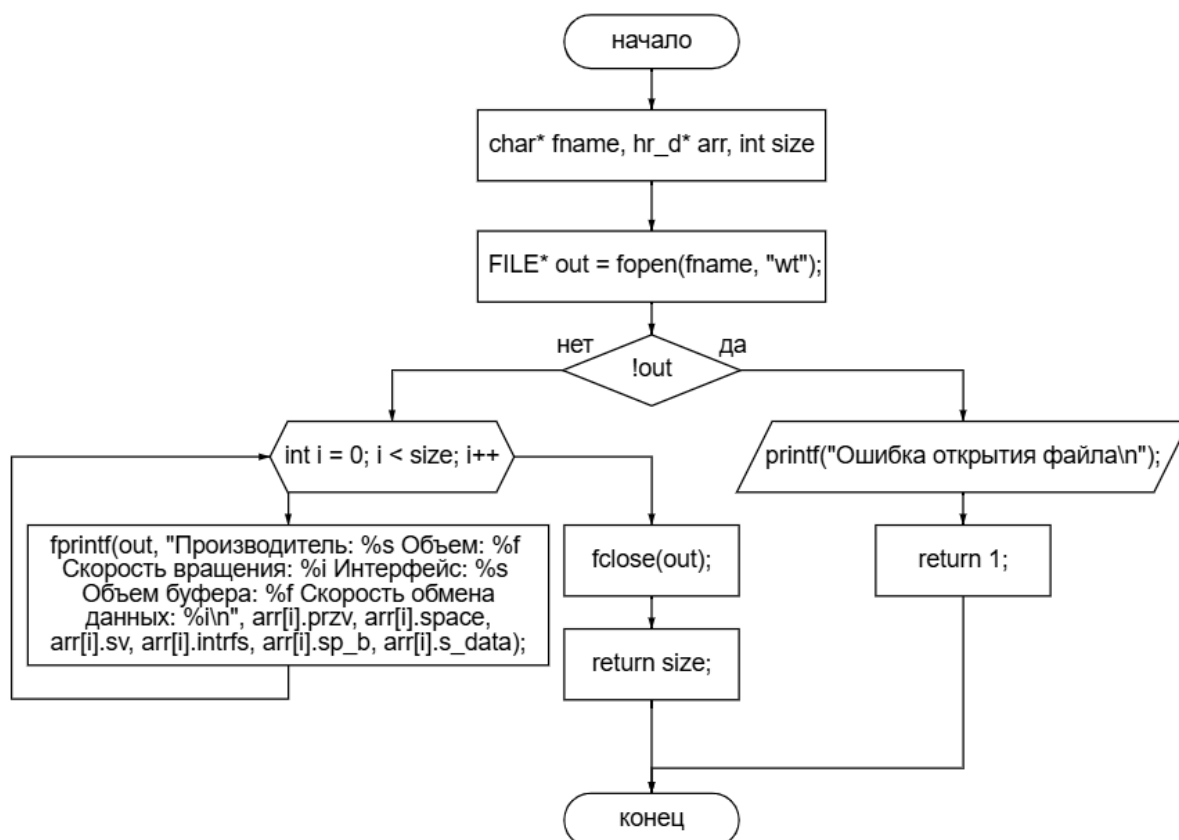 начало
char* fname, hr_d* arr, int size
FILE* out = fopen(fname, "wt");
нет
да
!out
int i = 0; i < size; i++
printf("Ошибка открытия файла\n");
fprintf(out, "Производитель: %s Объем: %f
Скорость вращения: %i Интерфейс: %s
Объем буфера: %f Скорость обмена
данных: %i\n", arr[i].przv, arr[i].space,
arr[i].sv, arr[i].intrfs, arr[i].sp_b, arr[i].s_data);
fclose(out);
return 1;
return size;
конец